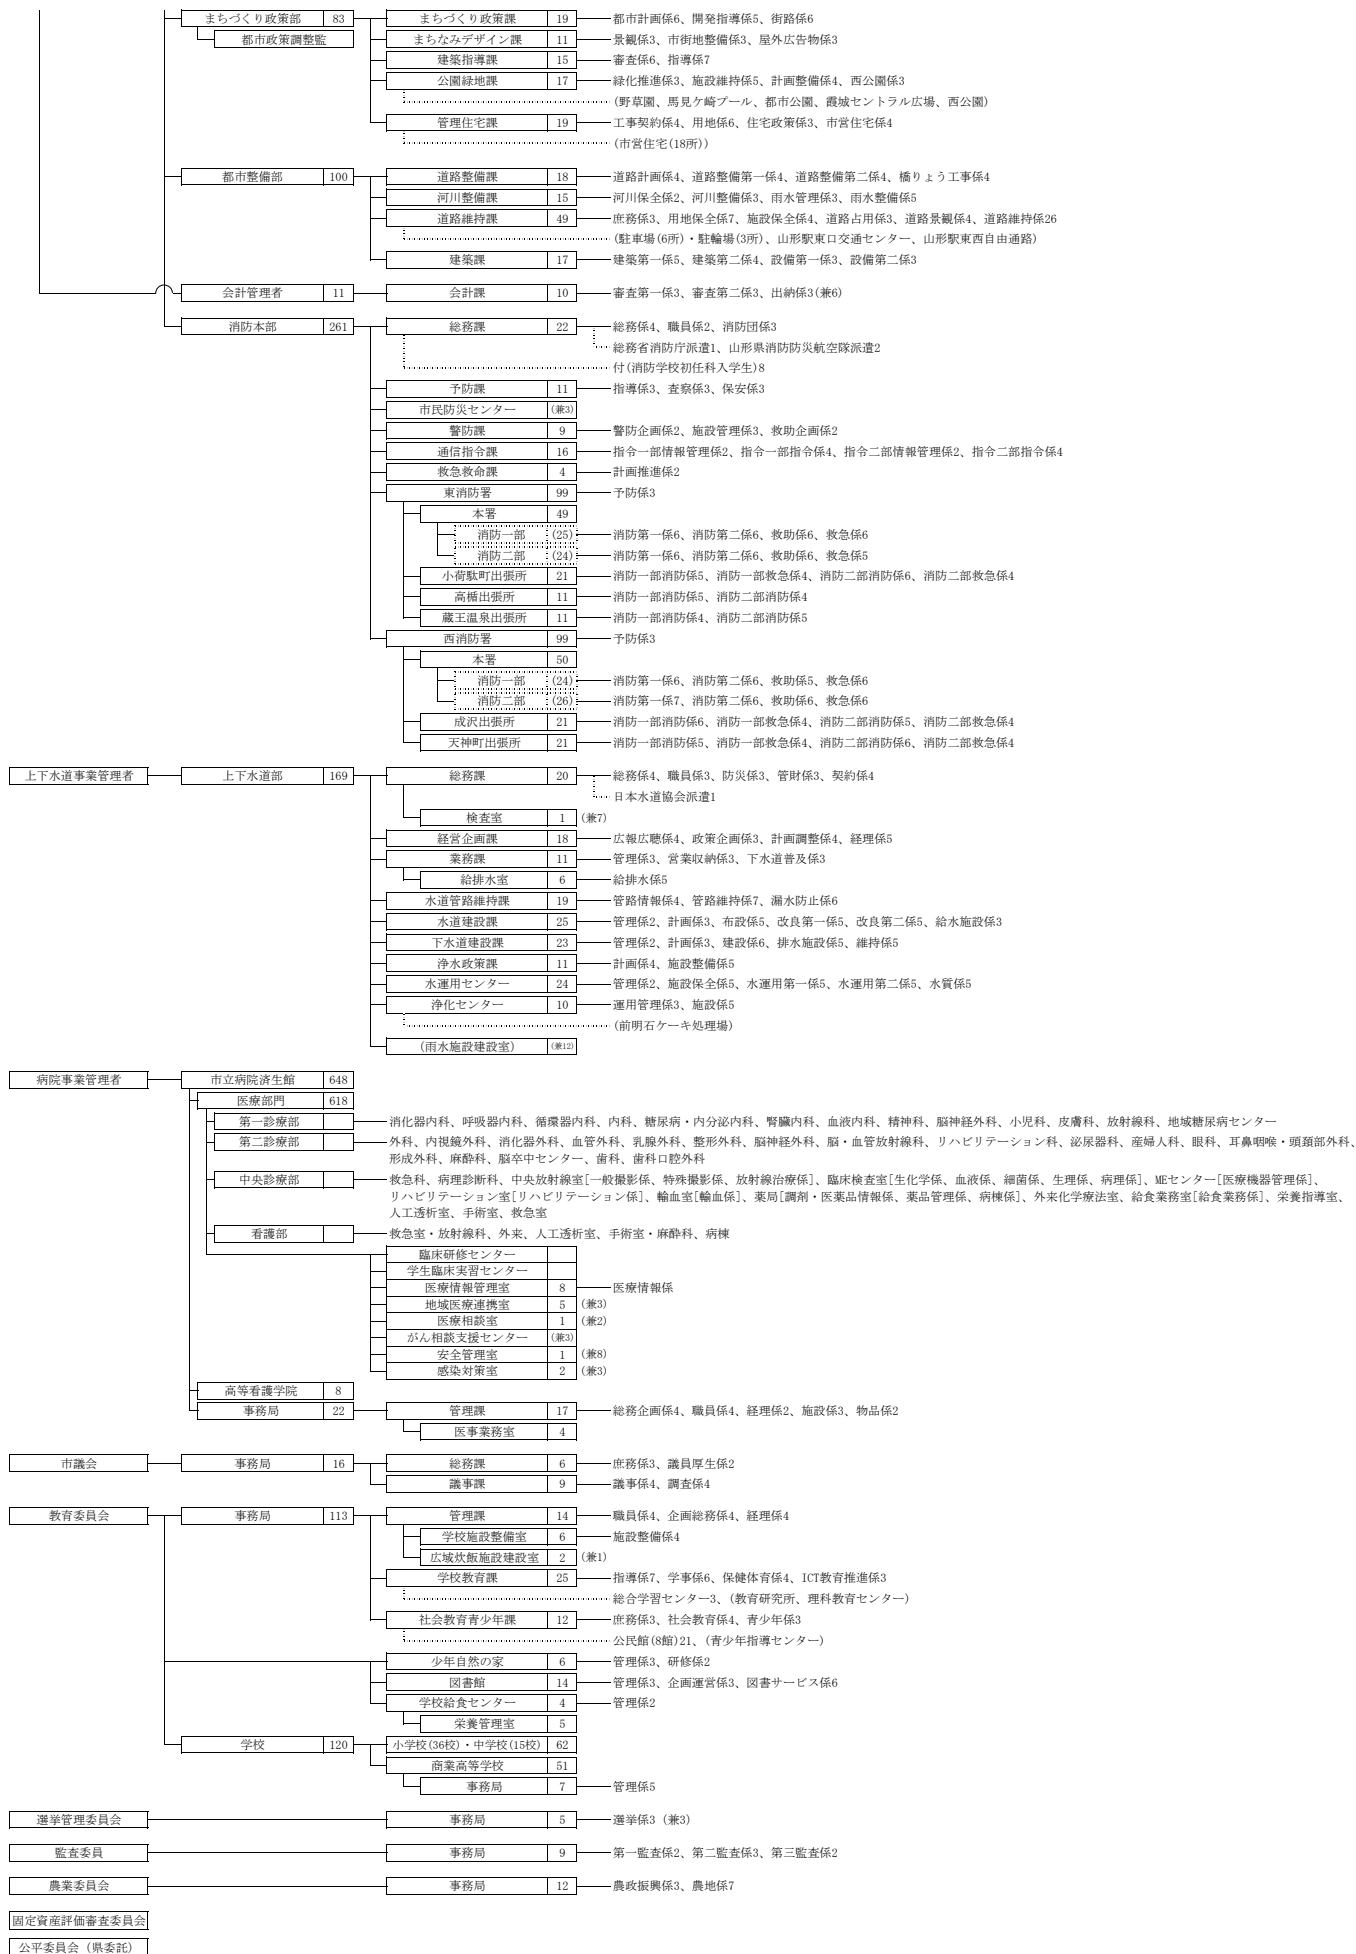 まちづくり政策部 83 まちづくり政策課 19 都市計画係6、開発指導係5、街路係6
都市政策調整監 まちなみデザイン課 11 景観係3、市街地整備係3、屋外広告物係3
建築指導課 15 審査係6、指導係7
公園緑地課 17 緑化推進係3、施設維持係5、計画整備係4、西公園係3
(野草園、馬見ケ崎プール、都市公園、霞城セントラル広場、西公園)
管理住宅課 19 工事契約係4、用地係6、住宅政策係3、市営住宅係4
(市営住宅(18所))
都市整備部 100 道路整備課 18 道路計画係4、道路整備第一係4、道路整備第二係4、橋りょう工事係4
河川整備課 15 河川保全係2、河川整備係3、雨水管理係3、雨水整備係5
道路維持課 49 庶務係3、用地保全係7、施設保全係4、道路占用係3、道路景観係4、道路維持係26
(駐車場(6所)・駐輪場(3所)、山形駅東口交通センター、山形駅東西自由通路)
建築課 17 建築第一係5、建築第二係4、設備第一係3、設備第二係3
会計管理者 11 会計課 10 審査第一係3、審査第二係3、出納係3(兼6)
消防本部 261 総務課 22 総務係4、職員係2、消防団係3
総務省消防庁派遣1、山形県消防防災航空隊派遣2
付(消防学校初任科入学生)8
予防課 11 指導係3、査察係3、保安係3
市民防災センター (兼3)
警防課 9 警防企画係2、施設管理係3、救助企画係2
通信指令課 16 指令一部情報管理係2、指令一部指令係4、指令二部情報管理係2、指令二部指令係4
救急救命課 4 計画推進係2
東消防署 99 予防係3
本署 49
消防一部 (25) 消防第一係6、消防第二係6、救助係6、救急係6
消防二部 (24) 消防第一係6、消防第二係6、救助係6、救急係5
小荷駄町出張所 21 消防一部消防係5、消防一部救急係4、消防二部消防係6、消防二部救急係4
高楯出張所 11 消防一部消防係5、消防二部消防係4
蔵王温泉出張所 11 消防一部消防係4、消防二部消防係5
西消防署 99 予防係3
本署 50
消防一部 (24) 消防第一係6、消防第二係6、救助係5、救急係6
消防二部 (26) 消防第一係7、消防第二係6、救助係6、救急係6
成沢出張所 21 消防一部消防係6、消防一部救急係4、消防二部消防係5、消防二部救急係4
天神町出張所 21 消防一部消防係5、消防一部救急係4、消防二部消防係6、消防二部救急係4
上下水道事業管理者 上下水道部 169 総務課 20 総務係4、職員係3、防災係3、管財係3、契約係4
日本水道協会派遣1
検査室 1 (兼7)
経営企画課 18 広報広聴係4、政策企画係3、計画調整係4、経理係5
業務課 11 管理係3、営業収納係3、下水道普及係3
給排水室 6 給排水係5
水道管路維持課 19 管路情報係4、管路維持係7、漏水防止係6
水道建設課 25 管理係2、計画係3、布設係5、改良第一係5、改良第二係5、給水施設係3
下水道建設課 23 管理係2、計画係3、建設係6、排水施設係5、維持係5
浄水政策課 11 計画係4、施設整備係5
水運用センター 24 管理係2、施設保全係5、水運用第一係5、水運用第二係5、水質係5
浄化センター 10 運用管理係3、施設係5
(前明石ケーキ処理場)
(雨水施設建設室) (兼12)
病院事業管理者 市立病院済生館 648
医療部門 618
第一診療部 消化器内科、呼吸器内科、循環器内科、内科、糖尿病・内分泌内科、腎臓内科、血液内科、精神科、脳神経外科、小児科、皮膚科、放射線科、地域糖尿病センター
第二診療部 外科、内視鏡外科、消化器外科、血管外科、乳腺外科、整形外科、脳神経外科、脳・血管放射線科、リハビリテーション科、泌尿器科、産婦人科、眼科、耳鼻咽喉・頭頚部外科、
形成外科、麻酔科、脳卒中センター、歯科、歯科口腔外科
中央診療部 救急科、病理診断科、中央放射線室[一般撮影係、特殊撮影係、放射線治療係]、臨床検査室[生化学係、血液係、細菌係、生理係、病理係]、MEセンター[医療機器管理係]、
リハビリテーション室[リハビリテーション係]、輸血室[輸血係]、薬局[調剤・医薬品情報係、薬品管理係、病棟係]、外来化学療法室、給食業務室[給食業務係]、栄養指導室、
人工透析室、手術室、救急室
看護部 救急室・放射線科、外来、人工透析室、手術室・麻酔科、病棟
臨床研修センター
学生臨床実習センター
医療情報管理室 8 医療情報係
地域医療連携室 5 (兼3)
医療相談室 1 (兼2)
がん相談支援センター (兼3)
安全管理室 1 (兼8)
感染対策室 2 (兼3)
高等看護学院 8
事務局 22 管理課 17 総務企画係4、職員係4、経理係2、施設係3、物品係2
医事業務室 4
市議会 事務局 16 総務課 6 庶務係3、議員厚生係2
議事課 9 議事係4、調査係4
教育委員会 事務局 113 管理課 14 職員係4、企画総務係4、経理係4
学校施設整備室 6 施設整備係4
広域炊飯施設建設室 2 (兼1)
学校教育課 25 指導係7、学事係6、保健体育係4、ICT教育推進係3
総合学習センター3、(教育研究所、理科教育センター)
社会教育青少年課 12 庶務係3、社会教育係4、青少年係3
公民館(8館)21、(青少年指導センター)
少年自然の家 6 管理係3、研修係2
図書館 14 管理係3、企画運営係3、図書サービス係6
学校給食センター 4 管理係2
栄養管理室 5
学校 120 小学校(36校)・中学校(15校) 62
商業高等学校 51
事務局 7 管理係5
選挙管理委員会 事務局 5 選挙係3 (兼3)
監査委員 事務局 9 第一監査係2、第二監査係3、第三監査係2
農業委員会 事務局 12 農政振興係3、農地係7
固定資産評価審査委員会
公平委員会 (県委託)